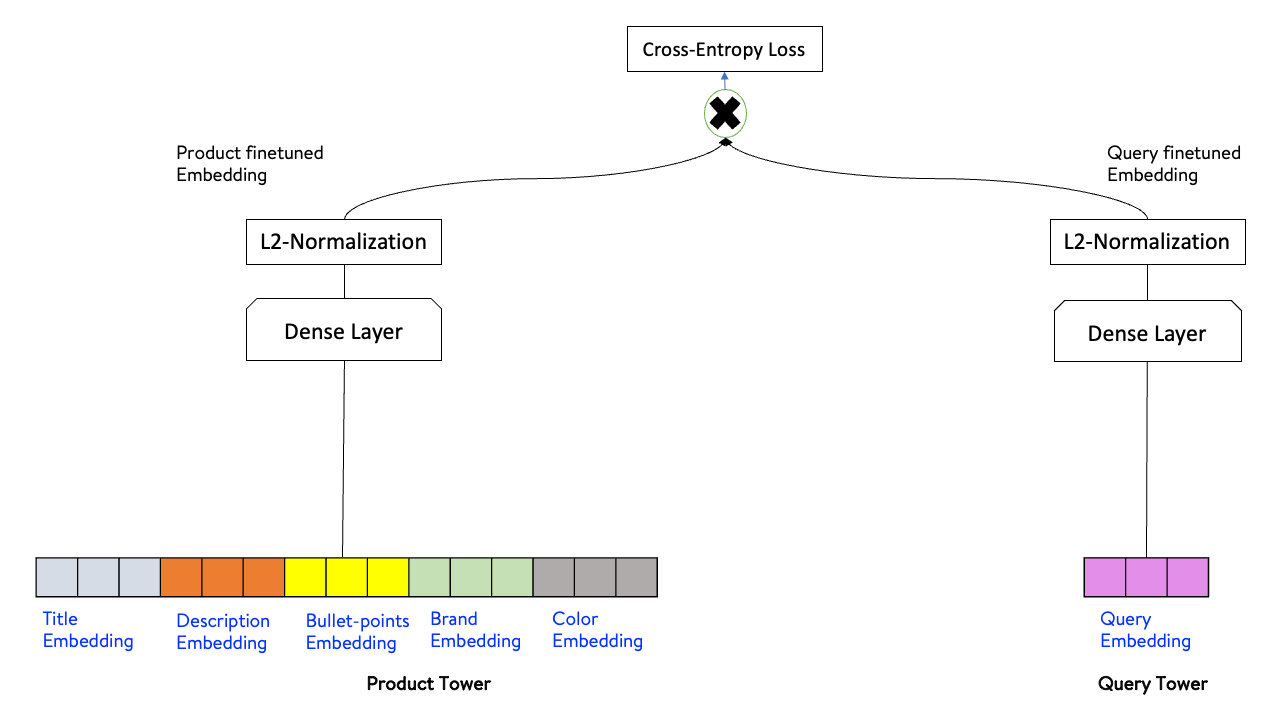 Cross-Entropy Loss
Product finetuned
Embedding
Query finetuned
Embedding
L2-Normalization
L2-Normalization
Dense Layer
Dense Layer
Title
Embedding
Description
Embedding
Bullet-points
Embedding
Brand
Embedding
Color
Embedding
Query
Embedding
Product Tower
Query Tower